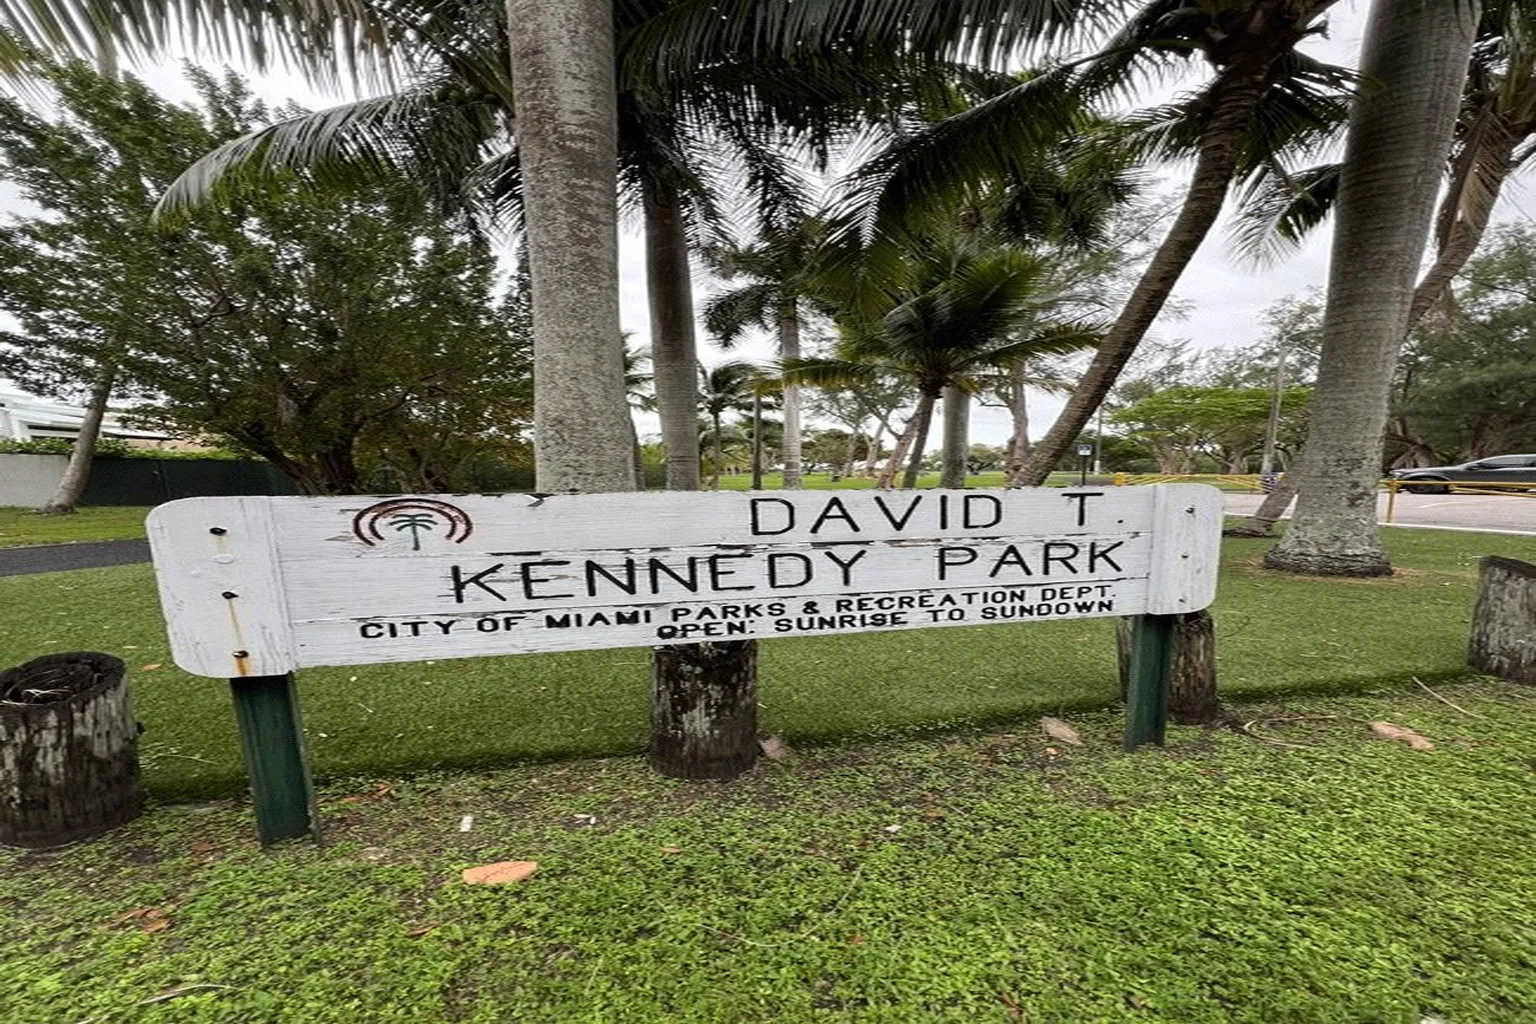 DAVID T.
KENNEDY PARK
CITY OF MIAMI PARKS & RECREATION DEPT.
OPEN: SUNRISE TO SUNDOWN